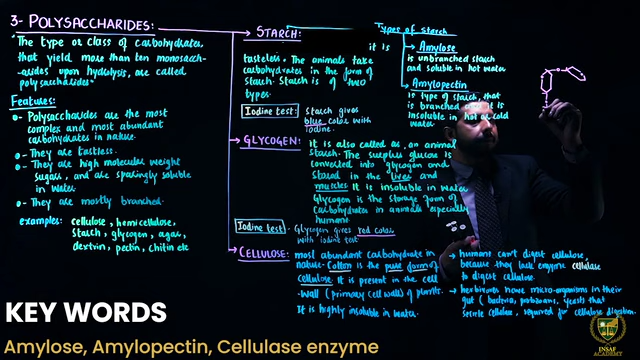 3- POLYSACCHARIDES:
"The type or class of carbohydrates,
that yield more than ten monosacch-
-arides upon hydrolysis, are called
polysaccharides"
Features:
o- Polysaccharides are the most
complex and most abundant
carbohydrates in nature.
o- They are tastless.
o- They are high molecular weight
sugars, and are sparingly soluble
in water.
o- They are mostly branched.
examples: cellulose, hemicellulose,
starch, glycogen, agar,
dextrin, pectin, chitin etc
STARCH:
it is
tasteless. The animals take
carbohydrates in the form of
starch. Starch is of two
types.
Iodine test: Starch gives
blue color with
Iodine.
GLYCOGEN:
It is also called as, an animal
starch. The surplus glucose is
converted into glycogen and
stored in the liver and
muscles. It is insoluble in water
Glycogen is the storage form of
carbohydrates in animals especially
humans
Iodine test: Glycogen gives red color
with iodine test
CELLULOSE:
most abundant carbohydrate in
nature. Cotton is the pure form of
cellulose. It is present in the cell
-wall (primary cell wall) of plants.
It is highly insoluble in water.
Types of starch
Amylose
is unbranched starch
and soluble in hot water.
Amylopectin
is type of starch, that
is branched and it is
insoluble in hot or cold
water
→ humans can't digest cellulose,
because they lack enzyme cellulase
to digest cellulose
→ herbivores have micro-organisms in their
gut (bacteria, protozoans, yeasts that
secrete cellulase, required for cellulose digestion.
KEY WORDS
Amylose, Amylopectin, Cellulase enzyme
INSAF
ACADEMY